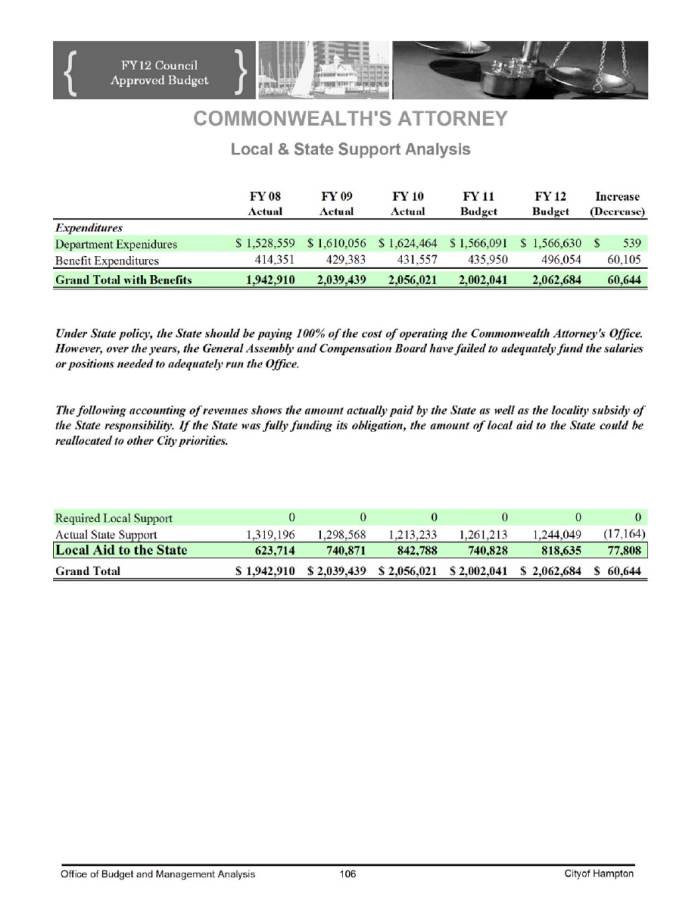 FY12 Council
Approved Budget
COMMONWEALTH'S ATTORNEY
Local & State Support Analysis
FY 08 FY 09 FY 10 FY 11 FY 12 Increase
Actual Actual Actual Budget Budget (Decrease)
Expenditures
Department Expenidures $ 1,528,559 $ 1,610,056 $ 1,624,464 $ 1,566,091 $ 1,566,630 $ 539
Benefit Expenditures 414,351 429,383 431,557 435,950 496,054 60,105
Grand Total with Benefits 1,942,910 2,039,439 2,056,021 2,002,041 2,062,684 60,644
Under State policy, the State should be paying 100% of the cost of operating the Commonwealth Attorney's Office.
However, over the years, the General Assembly and Compensation Board have failed to adequately fund the salaries
or positions needed to adequately run the Office.
The following accounting of revenues shows the amount actually paid by the State as well as the locality subsidy of
the State responsibility. If the State was fully funding its obligation, the amount of local aid to the State could be
reallocated to other City priorities.
Required Local Support 0 0 0 0 0 0
Actual State Support 1,319,196 1,298,568 1,213,233 1,261,213 1,244,049 (17,164)
Local Aid to the State 623,714 740,871 842,788 740,828 818,635 77,808
Grand Total $ 1,942,910 $ 2,039,439 $ 2,056,021 $ 2,002,041 $ 2,062,684 $ 60,644
Office of Budget and Management Analysis 106 Cityof Hampton